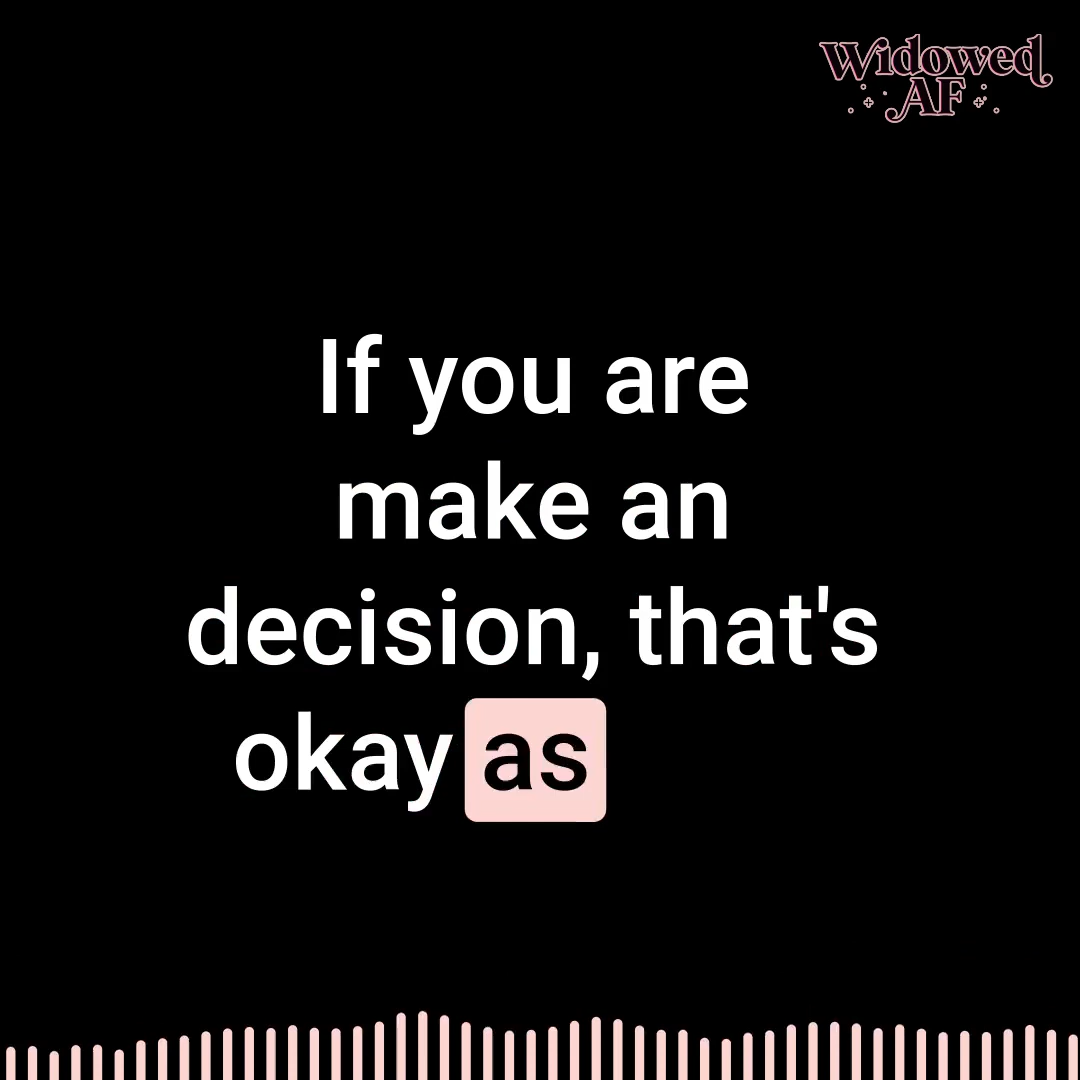 Widowed
AF
If you are
make an
decision, that's
okay as